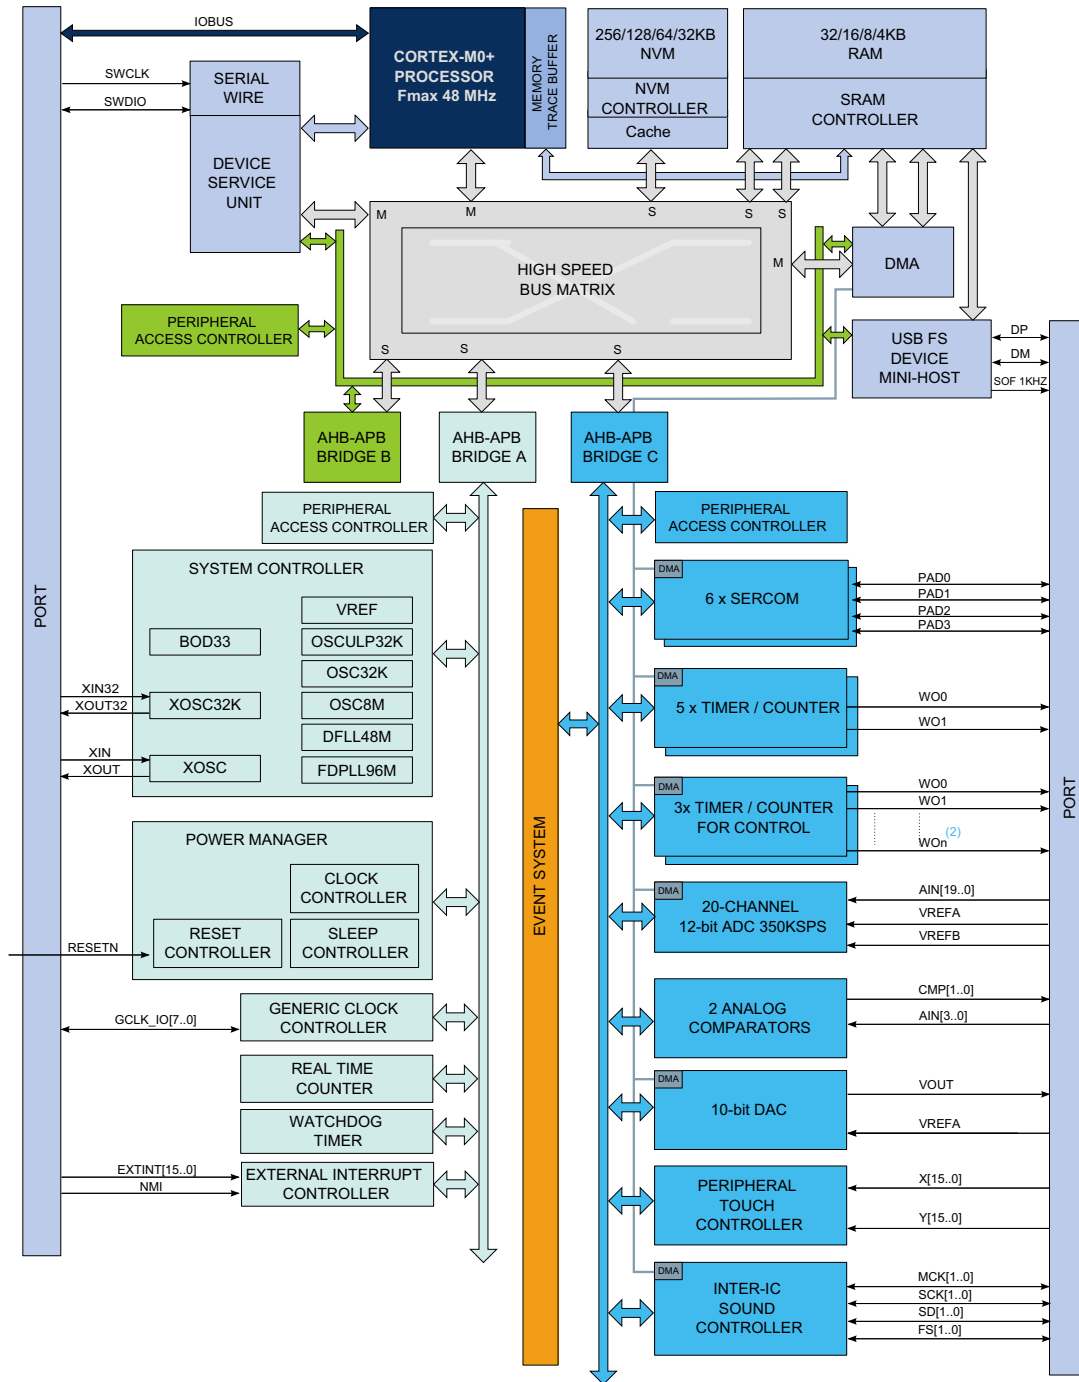 IOBUS
256/128/64/32KB
NVM
32/16/8/4KB
RAM
CORTEX-M0+
PROCESSOR
Fmax 48 MHz
MEMORY
TRACE BUFFER
SWCLK
SERIAL
WIRE
SWDIO
NVM
CONTROLLER
Cache
SRAM
CONTROLLER
DEVICE
SERVICE
UNIT
M
M
S
S
S
HIGH SPEED
BUS MATRIX
M
DMA
PERIPHERAL
ACCESS CONTROLLER
S
S
S
USB FS
DEVICE
MINI-HOST
DP
DM
SOF 1KHZ
AHB-APB
BRIDGE B
AHB-APB
BRIDGE A
AHB-APB
BRIDGE C
PERIPHERAL
ACCESS CONTROLLER
PERIPHERAL
ACCESS CONTROLLER
PORT
SYSTEM CONTROLLER
VREF
BOD33
OSCULP32K
OSC32K
XIN32
XOUT32
XOSC32K
OSC8M
DFLL48M
XIN
XOUT
XOSC
FDPLL96M
POWER MANAGER
CLOCK
CONTROLLER
RESETN
RESET
CONTROLLER
SLEEP
CONTROLLER
GCLK_IO[7..0]
GENERIC CLOCK
CONTROLLER
REAL TIME
COUNTER
WATCHDOG
TIMER
EXTINT[15..0]
NMI
EXTERNAL INTERRUPT
CONTROLLER
EVENT SYSTEM
DMA
6 x SERCOM
PAD0
PAD1
PAD2
PAD3
DMA
5 x TIMER / COUNTER
WO0
WO1
DMA
3x TIMER / COUNTER
FOR CONTROL
WO0
WO1
(2)
WOn
DMA
20-CHANNEL
12-bit ADC 350KSPS
AIN[19..0]
VREFA
VREFB
2 ANALOG
COMPARATORS
CMP[1..0]
AIN[3..0]
DMA
10-bit DAC
VOUT
VREFA
PERIPHERAL
TOUCH
CONTROLLER
X[15..0]
Y[15..0]
DMA
INTER-IC
SOUND
CONTROLLER
MCK[1..0]
SCK[1..0]
SD[1..0]
FS[1..0]
PORT